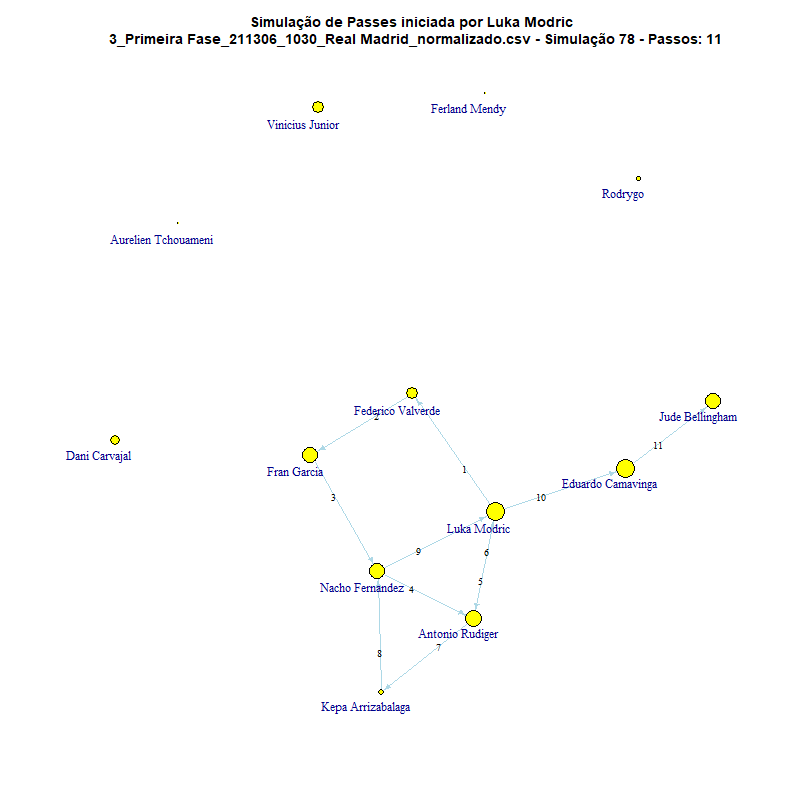 Simulação de Passes iniciada por Luka Modric
3_Primeira Fase_211306_1030_Real Madrid_normalizado.csv - Simulação 78 - Passos: 11
Vinicius Junior
Ferland Mendy
Rodrygo
Aurelien Tchouameni
Federico Valverde
2
Jude Bellingham
Dani Carvajal
11
Fran Garcia
1
Eduardo Camavinga
3
10
Luka Modric
9
6
5
Nacho Fernandez
4
Antonio Rudiger
7
8
Kepa Arrizabalaga